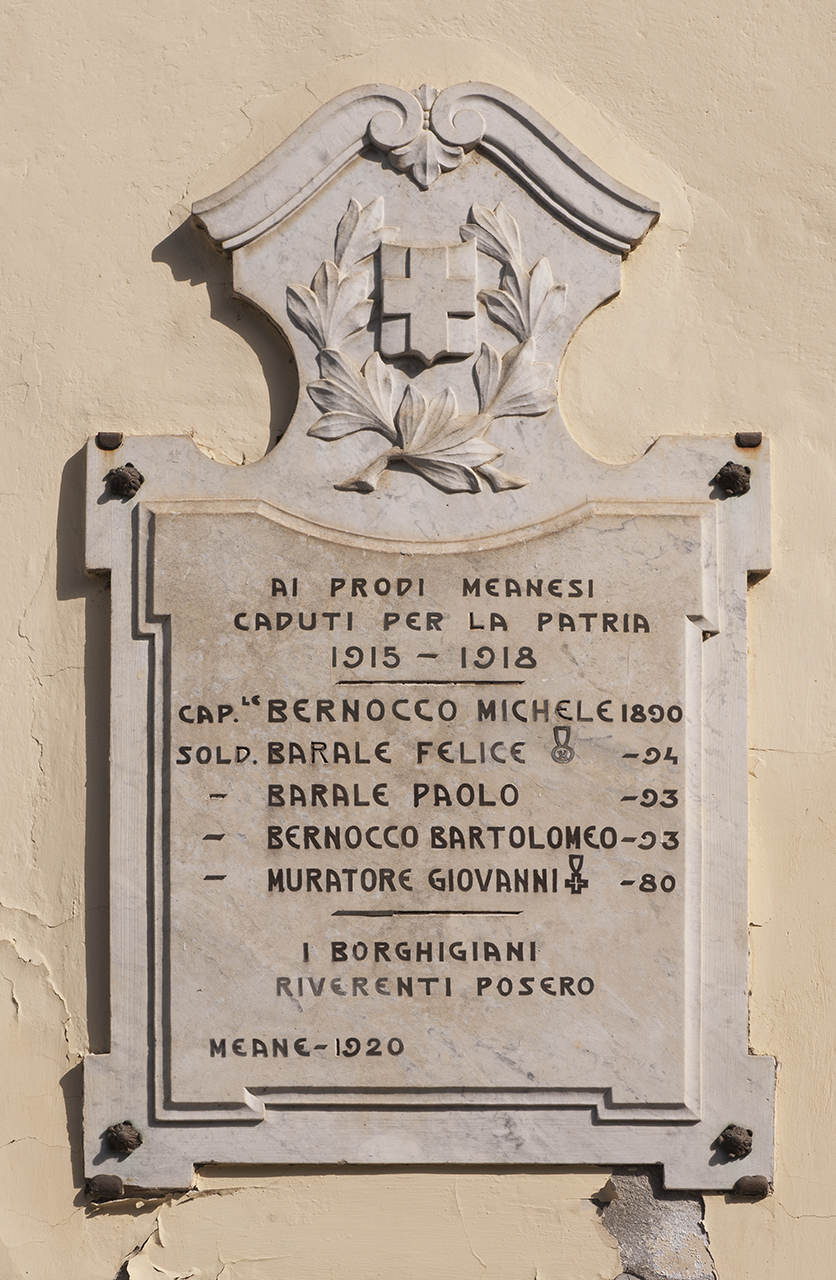 AI PRODI MEANESI
CADUTI PER LA PATRIA
1915 – 1918
CAP.LE BERNOCCO MICHELE 1890
SOLD. BARALE FELICE –94
– BARALE PAOLO –93
– BERNOCCO BARTOLOMEO –93
– MURATORE GIOVANNI –80
I BORGHIGIANI
RIVERENTI POSERO
MEANE–1920